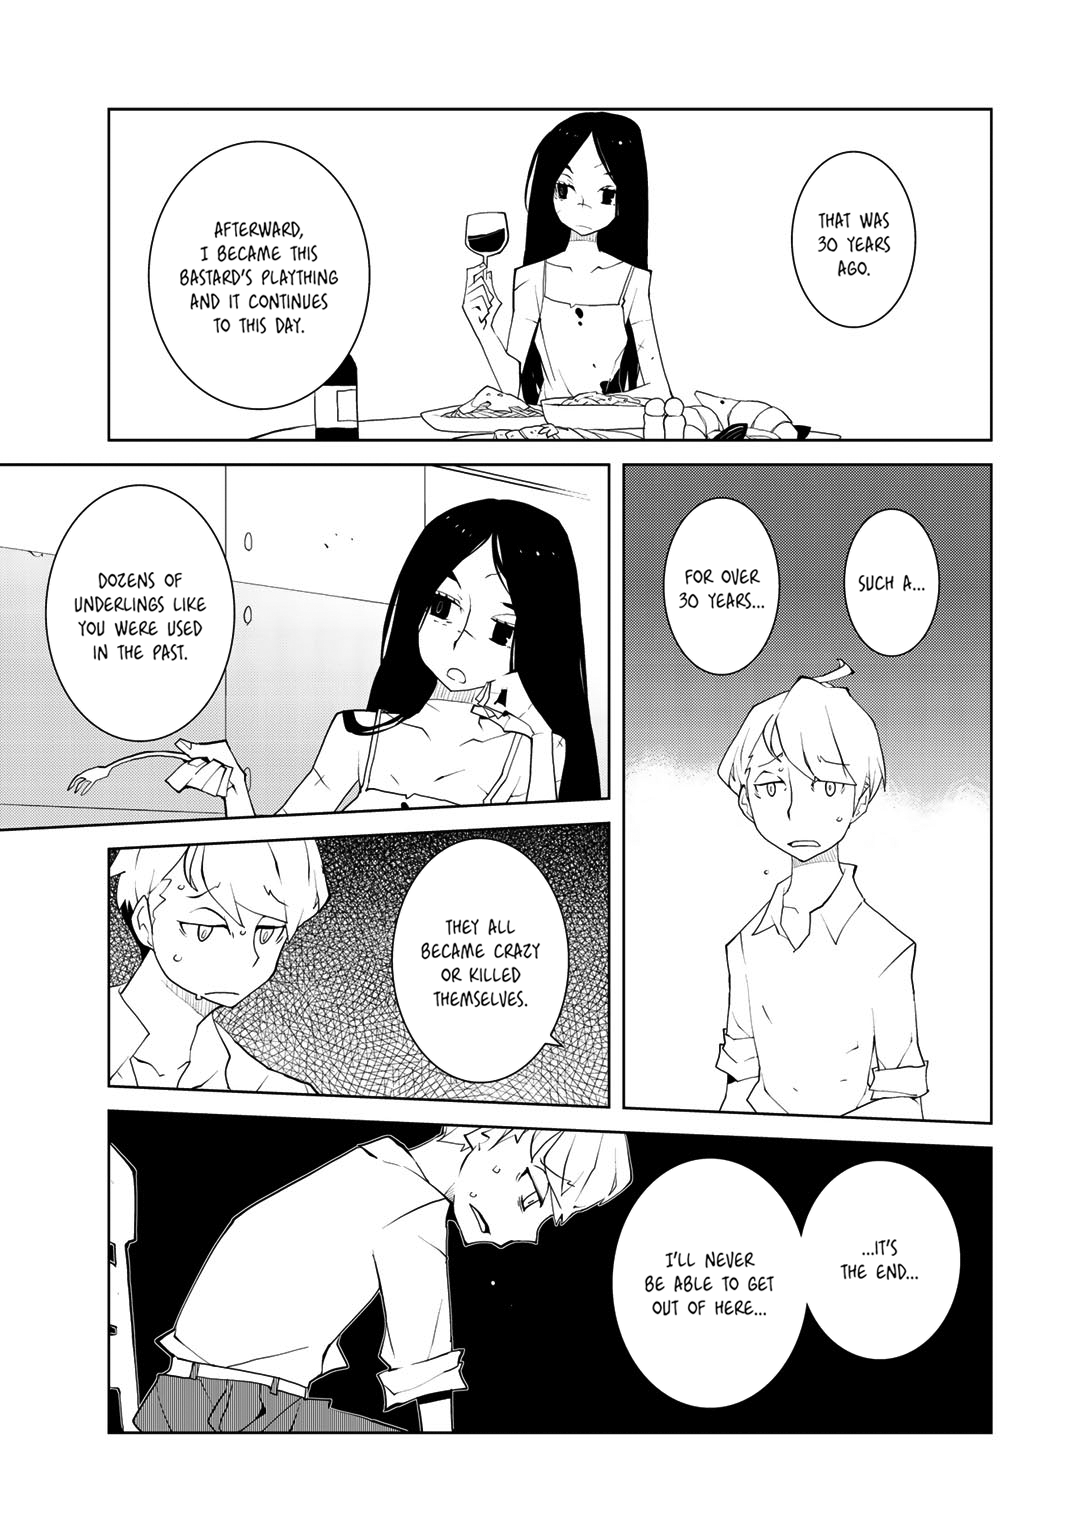 THAT WAS
30 YEARS
AGO.
AFTERWARD,
I BECAME THIS
BASTARD'S PLAYTHING
AND IT CONTINUES
TO THIS DAY.
SUCH A...
FOR OVER
30 YEARS...
DOZENS OF
UNDERLINGS LIKE
YOU WERE USED
IN THE PAST.
THEY ALL
BECAME CRAZY
OR KILLED
THEMSELVES.
...IT'S
THE END...
I'LL NEVER
BE ABLE TO GET
OUT OF HERE...